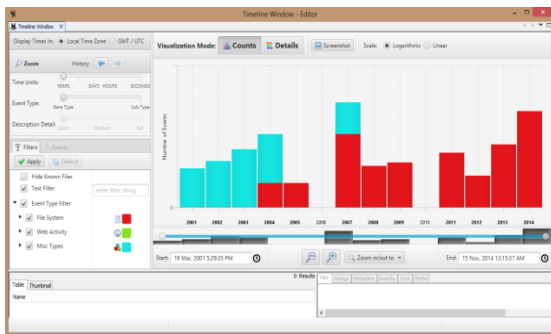 Timeline Window - Editor
Timeline Window
Display Times In: Local Time Zone GMT / UTC
Visualization Mode: Counts Details Screenshot Scale: Logarithmic Linear
Zoom History:
Time Units:
YEARS DAYS HOURS SECONDS
Event Type:
Base Type Sub Type
Description Detail:
Short Medium Full
Filters Events
Apply Default
Hide Known Files
Text Filter enter filter string
Event Type Filter
File System
Web Activity
Misc Types
Number of Events
0
2001 2002 2003 2004 2005 2006 2007 2008 2009 2010 2011 2012 2013 2014
Start: 19 Mar, 2001 5:29:35 PM Zoom in/out to End: 15 Nov, 2014 12:15:37 AM
0 Results
Table Thumbnail
Name
Hex Strings Metadata Results Text Media